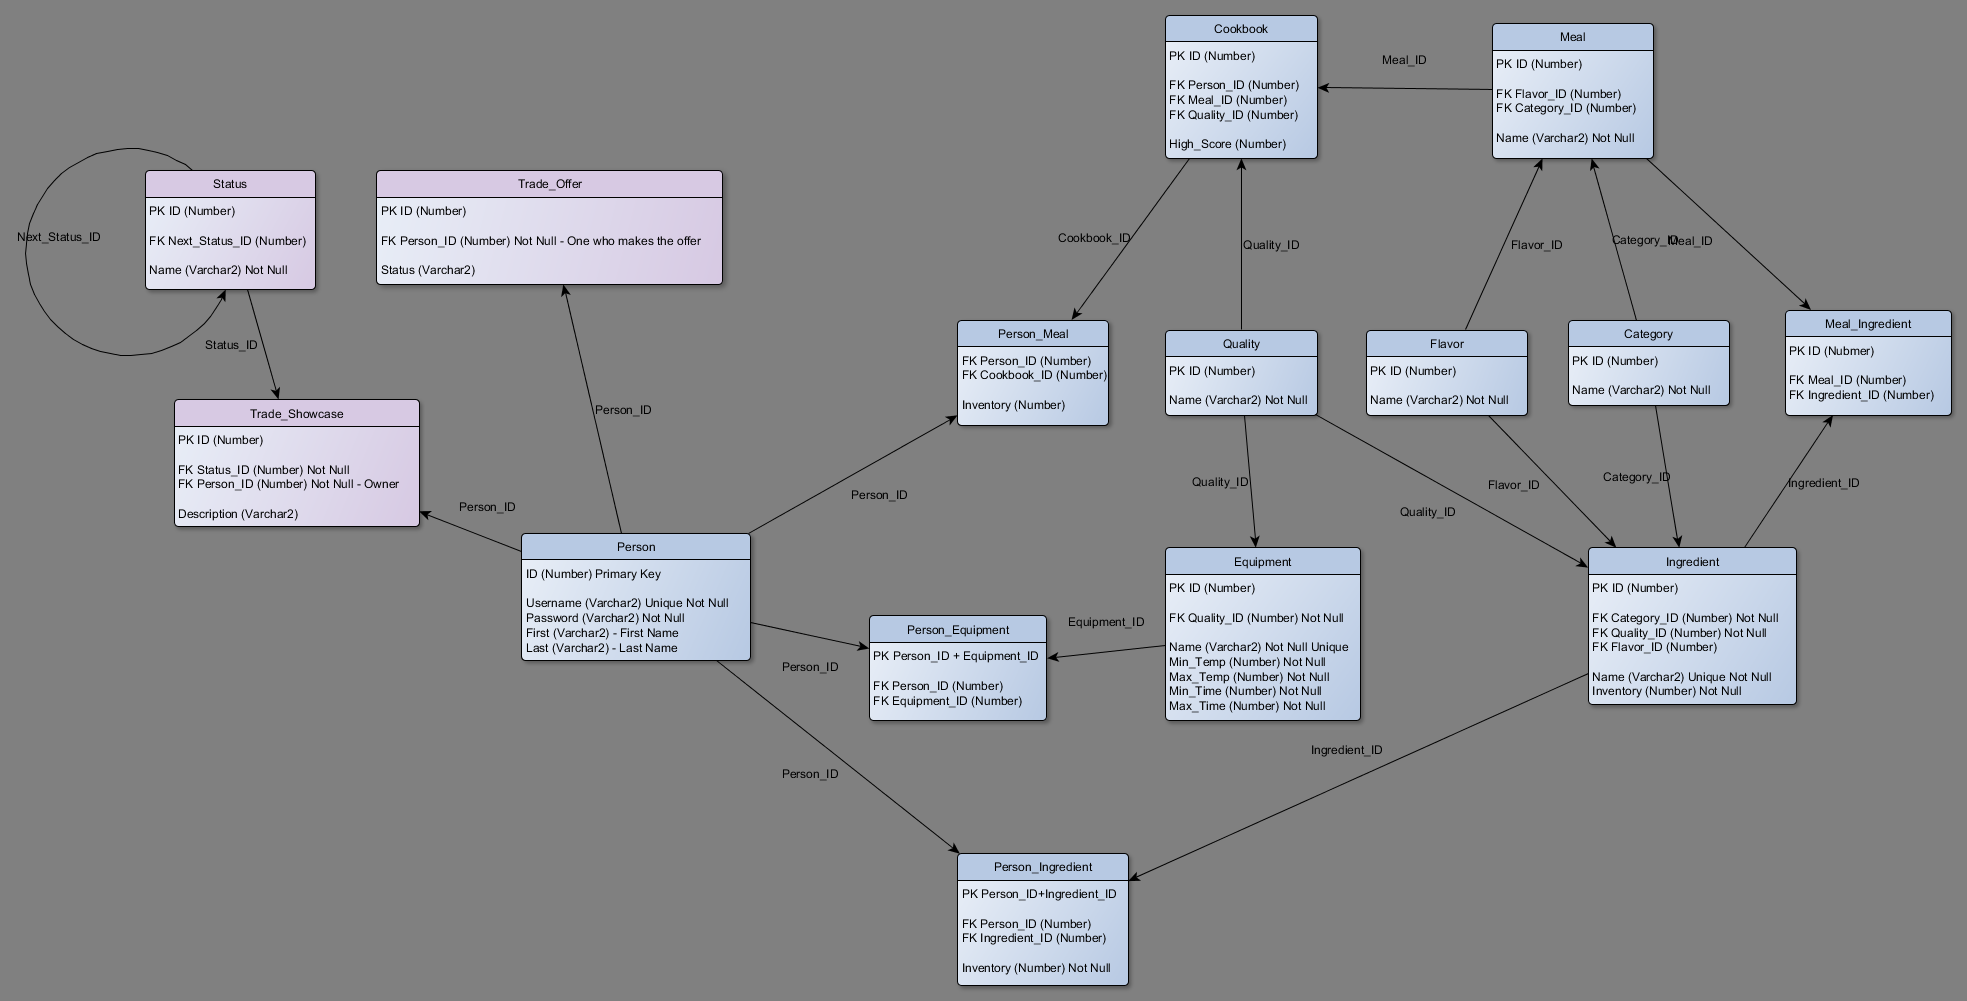 Cookbook
PK ID (Number)
FK Person_ID (Number)
FK Meal_ID (Number)
FK Quality_ID (Number)
High_Score (Number)
Meal_ID
Meal
PK ID (Number)
FK Flavor_ID (Number)
FK Category_ID (Number)
Name (Varchar2) Not Null
Status
PK ID (Number)
FK Next_Status_ID (Number)
Name (Varchar2) Not Null
Next_Status_ID
Trade_Offer
PK ID (Number)
FK Person_ID (Number) Not Null - One who makes the offer
Status (Varchar2)
Cookbook_ID
Quality_ID
Flavor_ID
Category_ID
Meal_ID
Status_ID
Person_Meal
FK Person_ID (Number)
FK Cookbook_ID (Number)
Inventory (Number)
Quality
PK ID (Number)
Name (Varchar2) Not Null
Flavor
PK ID (Number)
Name (Varchar2) Not Null
Category
PK ID (Number)
Name (Varchar2) Not Null
Meal_Ingredient
PK ID (Nubmer)
FK Meal_ID (Number)
FK Ingredient_ID (Number)
Trade_Showcase
PK ID (Number)
FK Status_ID (Number) Not Null
FK Person_ID (Number) Not Null - Owner
Description (Varchar2)
Person_ID
Person_ID
Person_ID
Quality_ID
Quality_ID
Flavor_ID
Category_ID
Ingredient_ID
Person
ID (Number) Primary Key
Username (Varchar2) Unique Not Null
Password (Varchar2) Not Null
First (Varchar2) - First Name
Last (Varchar2) - Last Name
Person_ID
Person_Equipment
PK Person_ID + Equipment_ID
FK Person_ID (Number)
FK Equipment_ID (Number)
Equipment_ID
Equipment
PK ID (Number)
FK Quality_ID (Number) Not Null
Name (Varchar2) Not Null Unique
Min_Temp (Number) Not Null
Max_Temp (Number) Not Null
Min_Time (Number) Not Null
Max_Time (Number) Not Null
Ingredient
PK ID (Number)
FK Category_ID (Number) Not Null
FK Quality_ID (Number) Not Null
FK Flavor_ID (Number)
Name (Varchar2) Unique Not Null
Inventory (Number) Not Null
Person_ID
Ingredient_ID
Person_Ingredient
PK Person_ID+Ingredient_ID
FK Person_ID (Number)
FK Ingredient_ID (Number)
Inventory (Number) Not Null